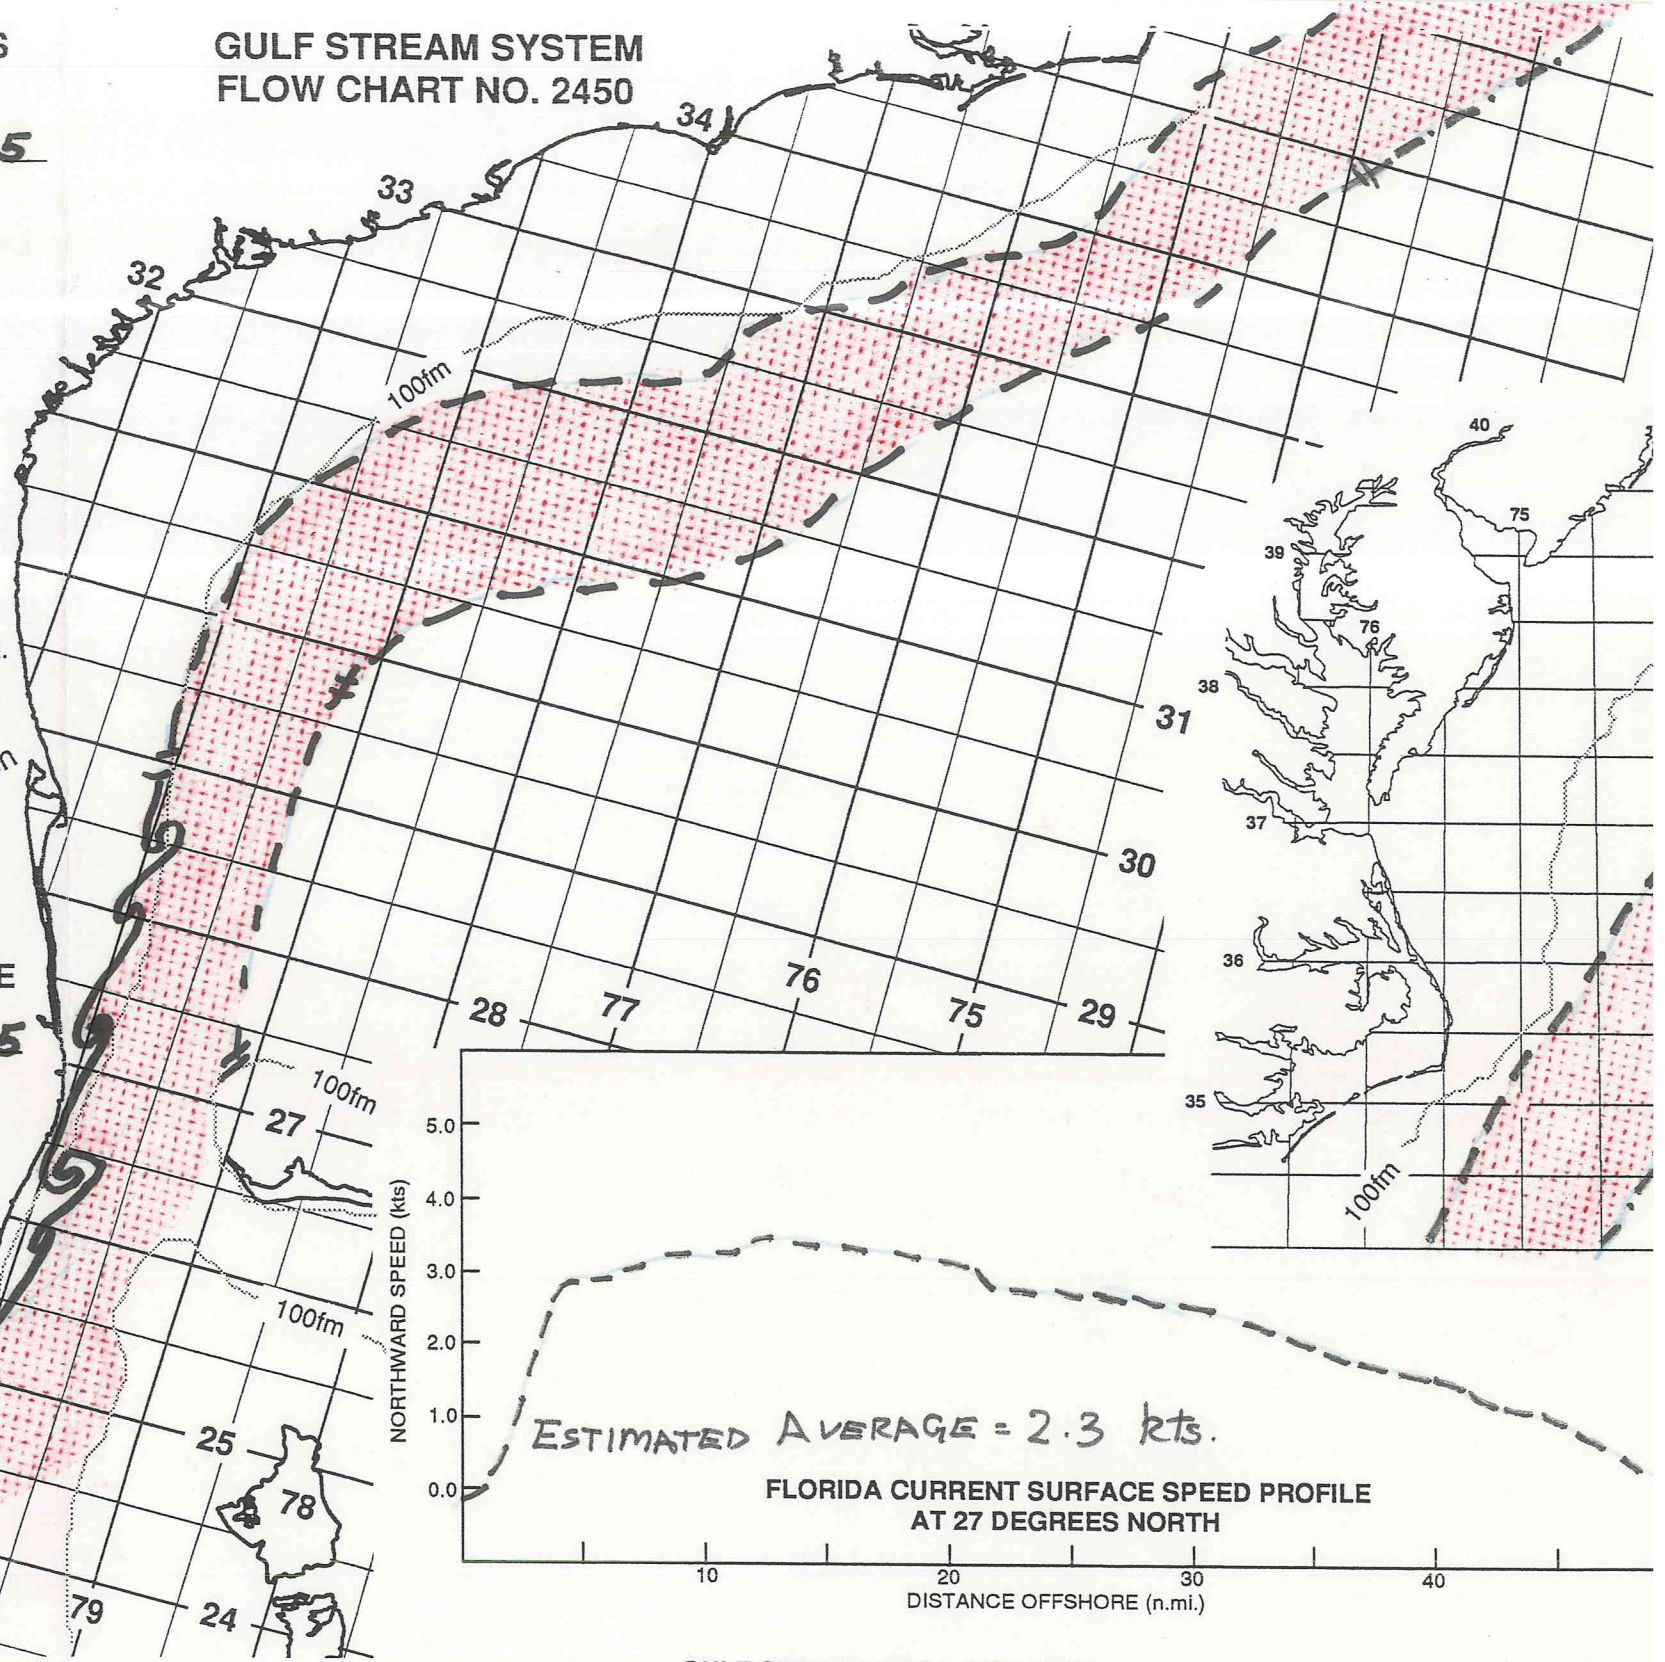 S
GULF STREAM SYSTEM
FLOW CHART NO. 2450
5
34
33
32
100fm
40
75
39
76
38
37
36
35
100fm
31
30
76
77
75
29
28
E
5
100fm
27
100fm
25
78
79
24
NORTHWARD SPEED (kts)
5.0
4.0
3.0
2.0
1.0
0.0
ESTIMATED AVERAGE = 2.3 kts.
FLORIDA CURRENT SURFACE SPEED PROFILE
AT 27 DEGREES NORTH
10
20
30
40
DISTANCE OFFSHORE (n.mi.)